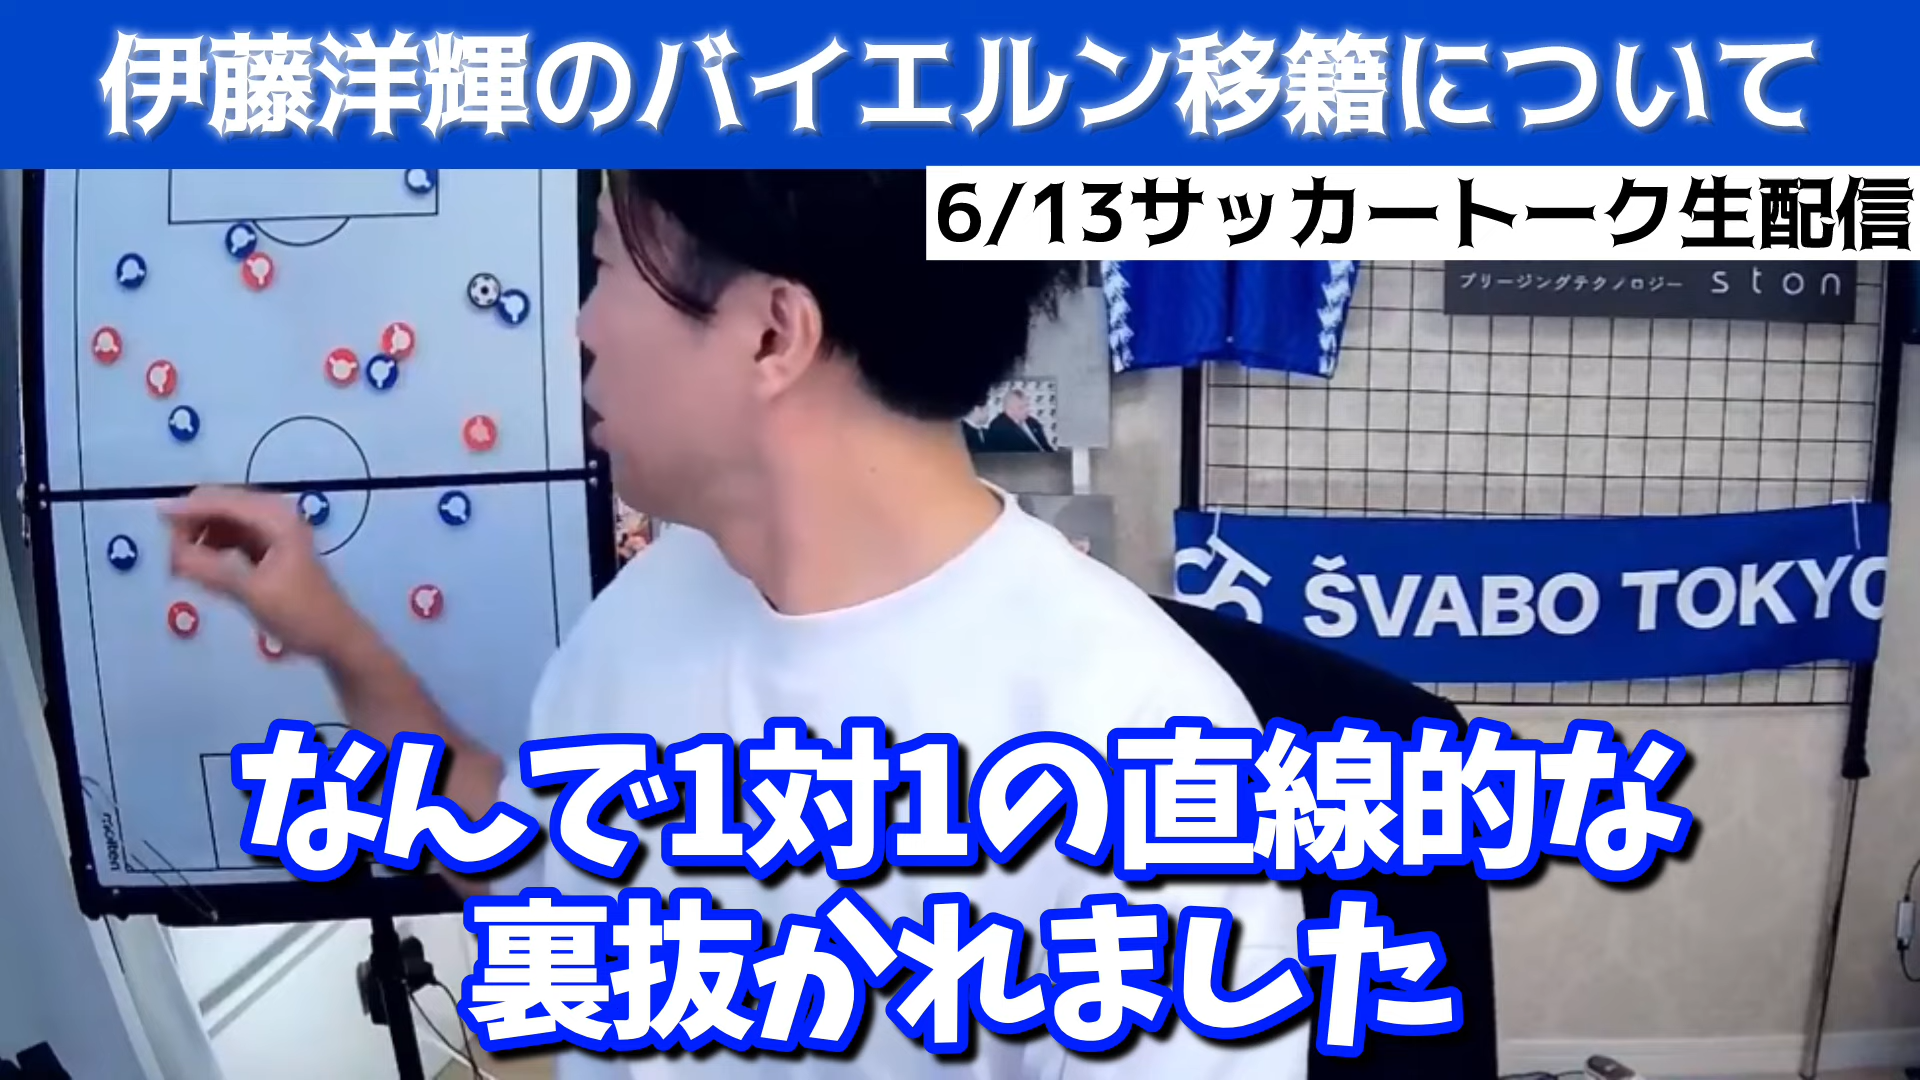 伊藤洋輝のバイエルン移籍について
6/13サッカートーク生配信
ブリージングテクノロジー ston
ŠVABO TOKYO
molten
なんで1対1の直線的な
裏抜かれました